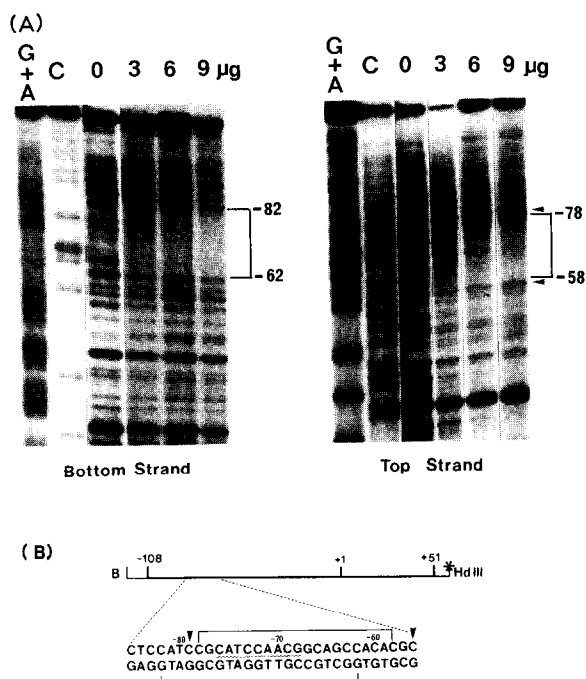 (A)
G+A C 0 3 6 9 µg
-82
-62
Bottom Strand
G+A C 0 3 6 9 µg
-78
-58
Top Strand
(B)
B -108 +1 +51 * Hd III
-80 -70 -60
CTCCATCCGCATCCAACGGCAGCCACACGC
GAGGTAGGCGTAGGTTGCCGTCGGTGTGCG